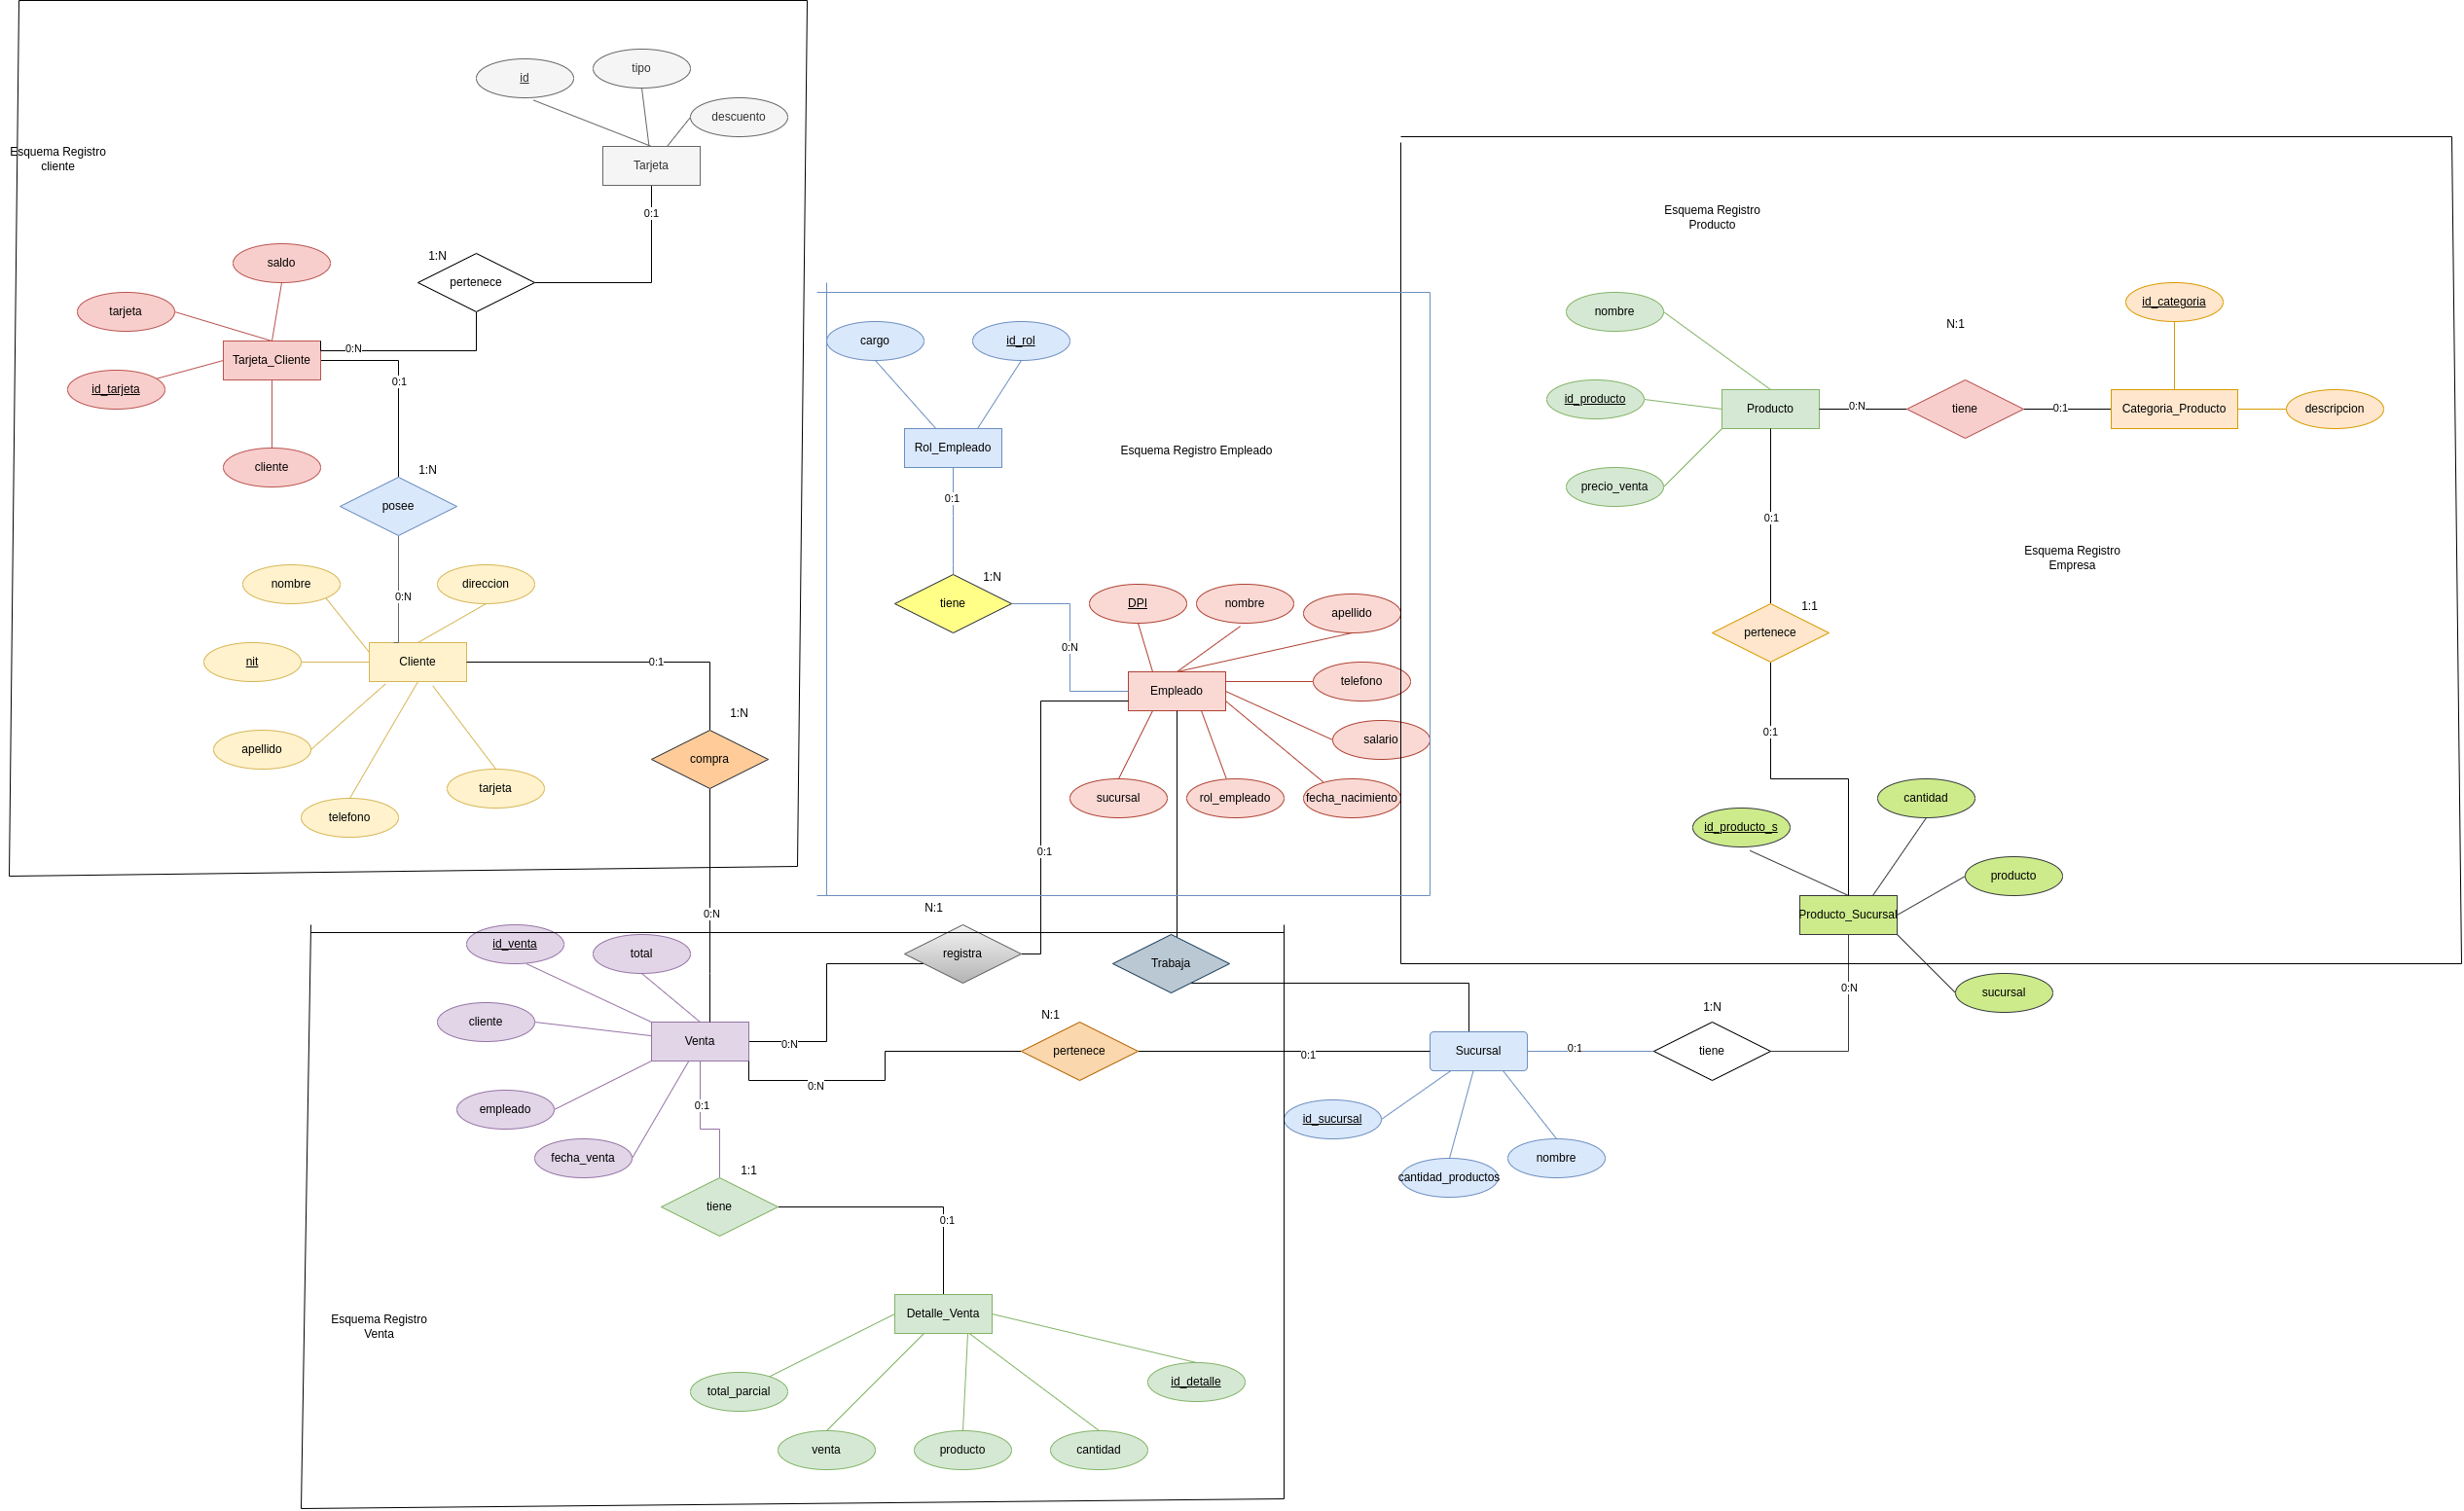 Esquema Registro
cliente
id
tipo
descuento
Tarjeta
0:1
1:N
pertenece
saldo
tarjeta
0:N
Tarjeta_Cliente
id_tarjeta
0:1
cliente
1:N
posee
nombre
direccion
0:N
nit
Cliente
0:1
apellido
tarjeta
telefono
1:N
compra
0:N
cargo
id_rol
Rol_Empleado
Esquema Registro Empleado
0:1
1:N
tiene
0:N
DPI
nombre
apellido
Empleado
telefono
salario
sucursal
rol_empleado
fecha_nacimiento
0:1
Esquema Registro
Producto
nombre
id_producto
Producto
precio_venta
0:N
N:1
tiene
0:1
id_categoria
Categoria_Producto
descripcion
0:1
Esquema Registro
Empresa
1:1
pertenece
0:1
id_producto_s
cantidad
producto
Producto_Sucursal
sucursal
0:N
N:1
registra
Trabaja
id_venta
total
cliente
Venta
0:N
N:1
pertenece
0:1
Sucursal
0:1
1:N
tiene
0:N
empleado
0:1
fecha_venta
id_sucursal
cantidad_productos
nombre
1:1
tiene
0:1
Esquema Registro
Venta
Detalle_Venta
total_parcial
id_detalle
venta
producto
cantidad